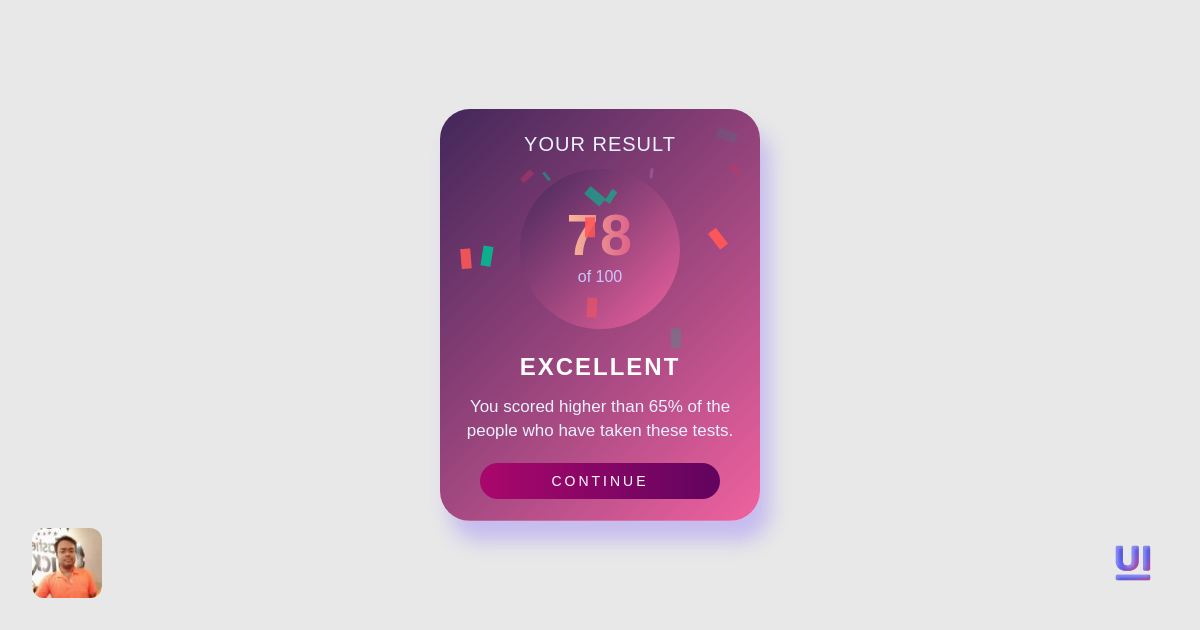 YOUR RESULT
78
of 100
EXCELLENT
You scored higher than 65% of the
people who have taken these tests.
CONTINUE
UI